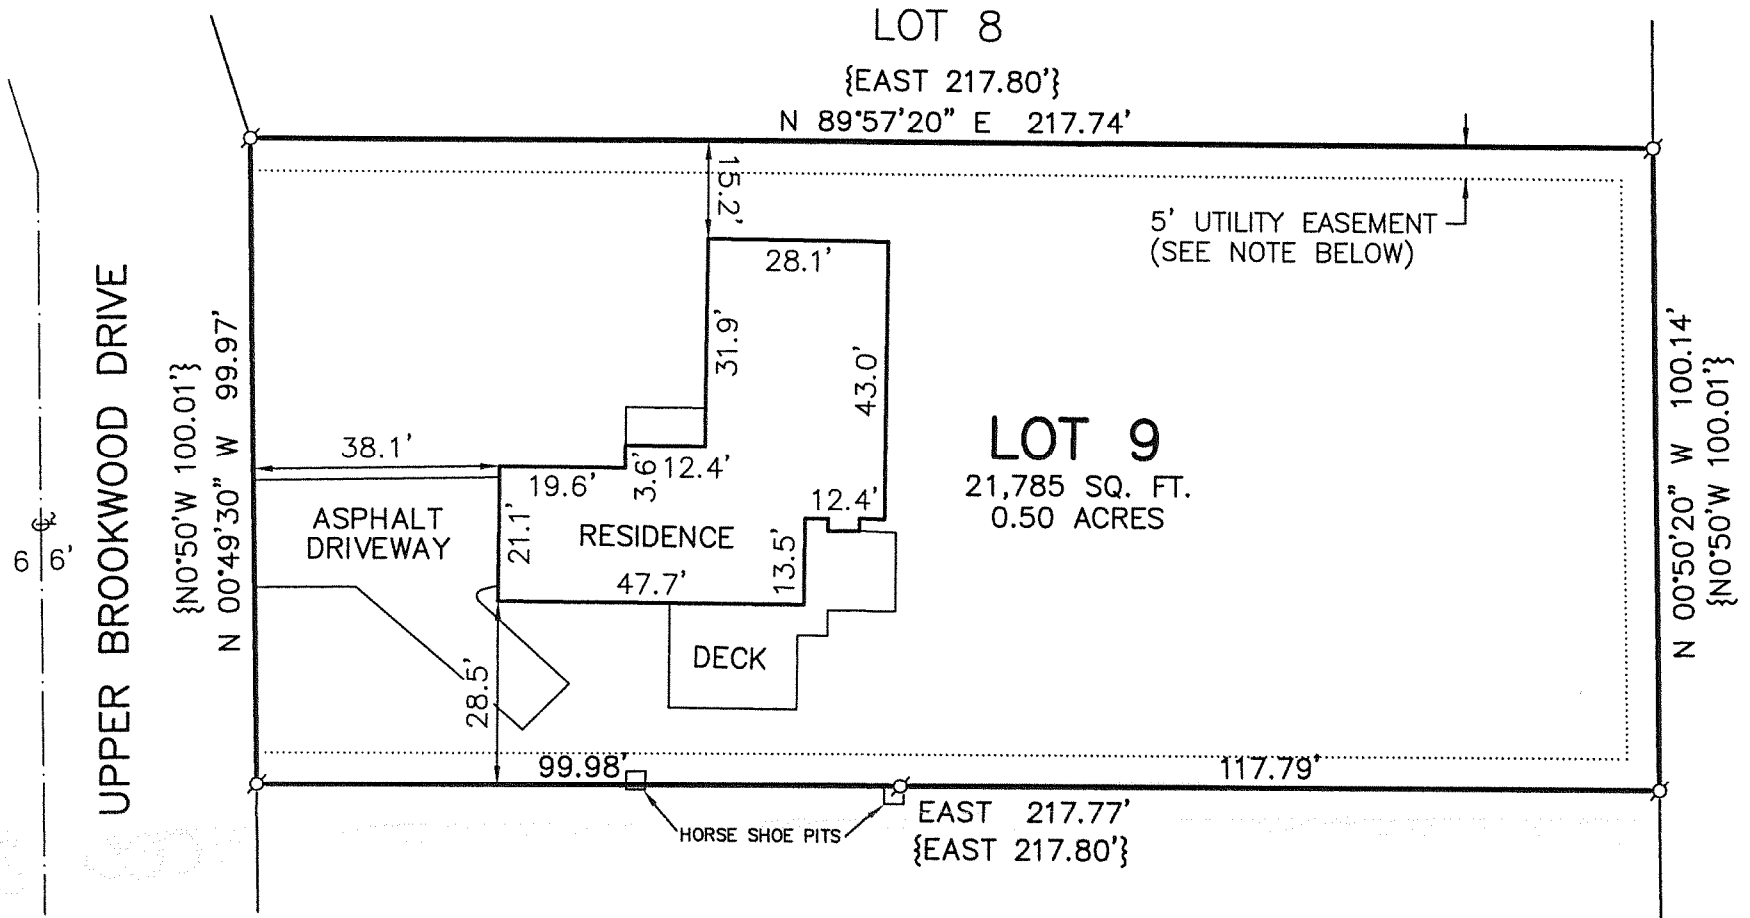 LOT 8
{EAST 217.80'}
N 89°57'20" E 217.74'
15.2'
5' UTILITY EASEMENT
(SEE NOTE BELOW)
28.1'
31.9'
43.0'
UPPER BROOKWOOD DRIVE
{N0°50'W 100.01'}
N 00°49'30" W 99.97'
38.1'
19.6'
3.6'
12.4'
LOT 9
21,785 SQ. FT.
0.50 ACRES
12.4'
ASPHALT
DRIVEWAY
21.1'
RESIDENCE
13.5'
47.7'
66'
N 00°50'20" W 100.14'
{N0°50'W 100.01'}
DECK
28.5'
99.98'
117.79'
EAST 217.77'
{EAST 217.80'}
HORSE SHOE PITS